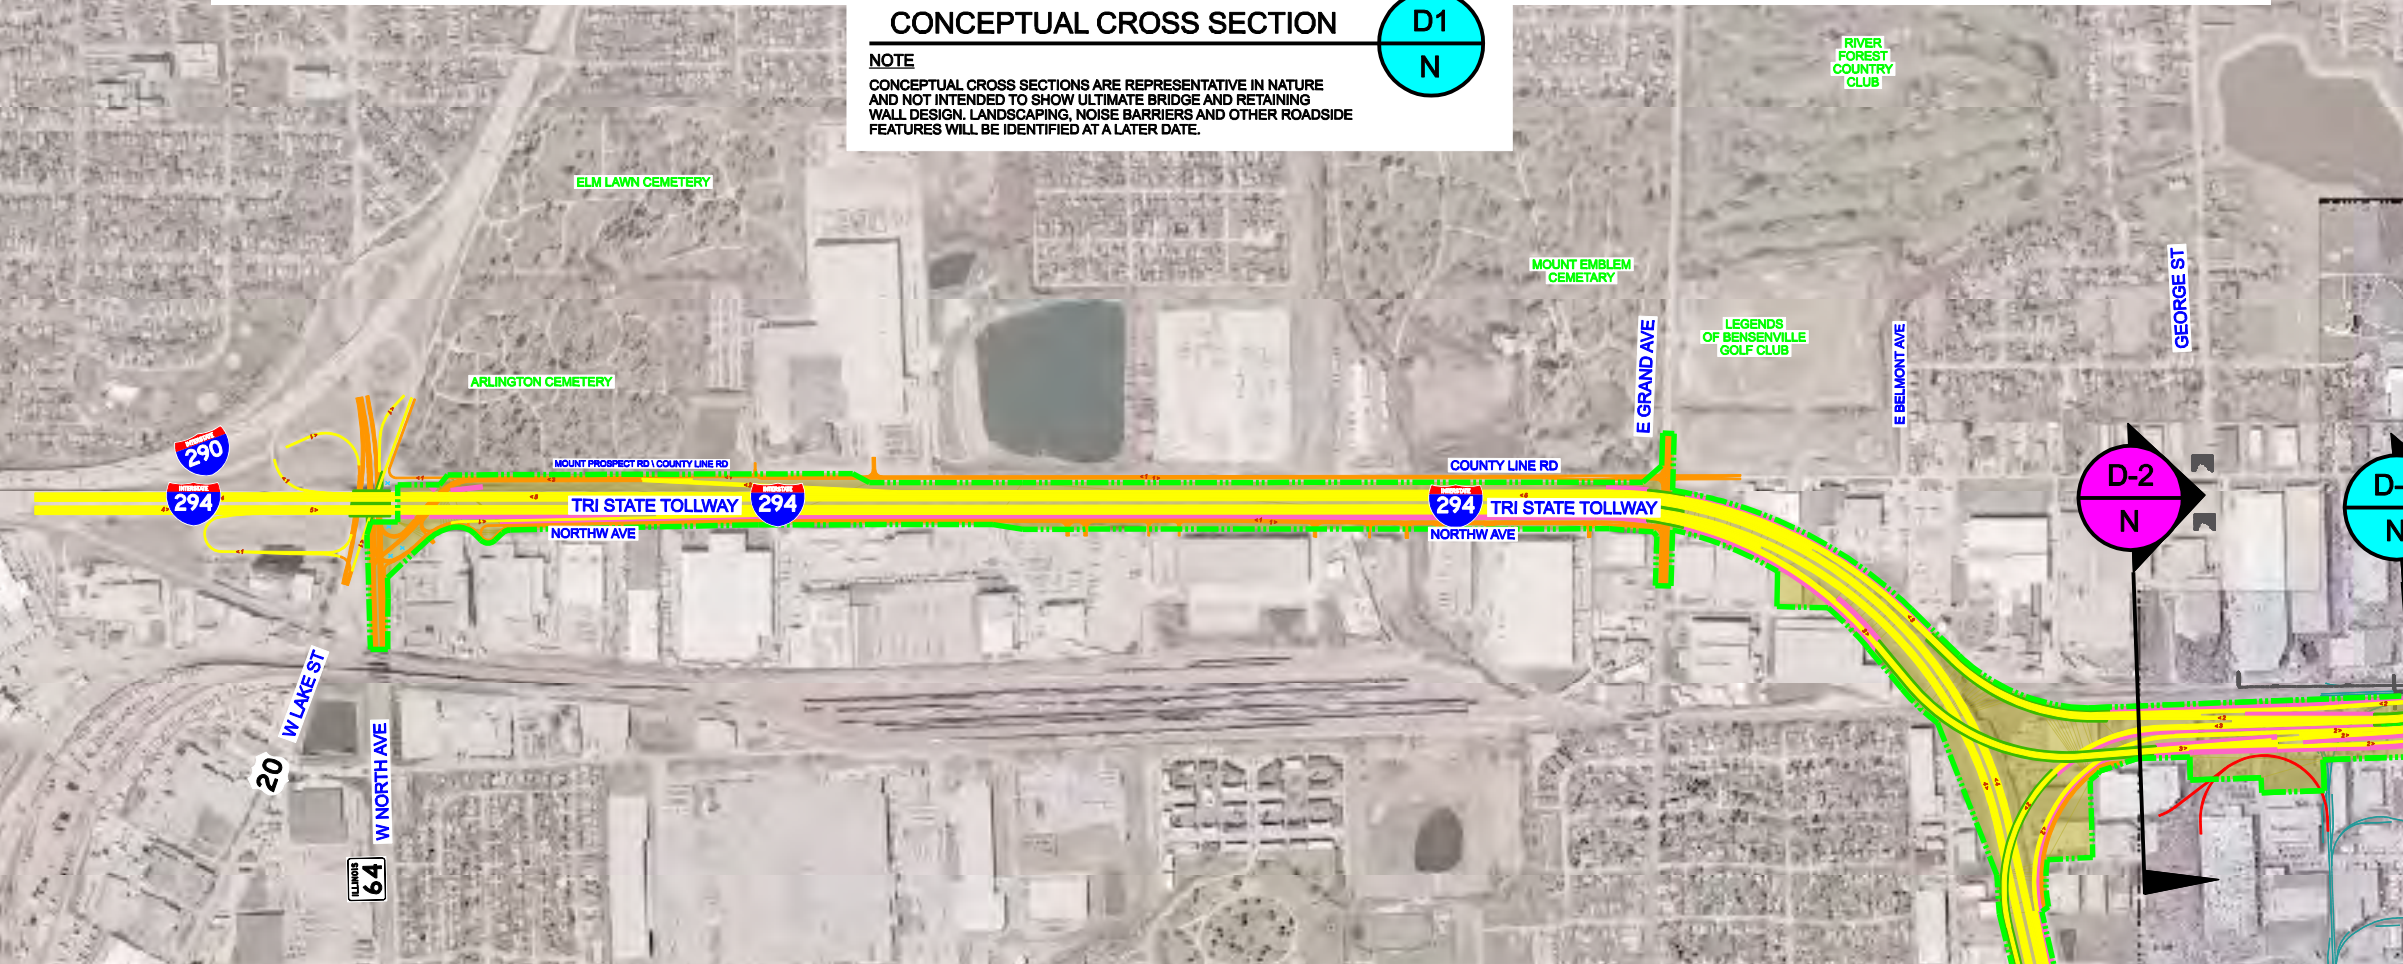 CONCEPTUAL CROSS SECTION
D1
N
NOTE
CONCEPTUAL CROSS SECTIONS ARE REPRESENTATIVE IN NATURE
AND NOT INTENDED TO SHOW ULTIMATE BRIDGE AND RETAINING
WALL DESIGN. LANDSCAPING, NOISE BARRIERS AND OTHER ROADSIDE
FEATURES WILL BE IDENTIFIED AT A LATER DATE.
RIVER
FOREST
COUNTRY
CLUB
ELM LAWN CEMETERY
MOUNT EMBLEM
CEMETARY
GEORGE ST
LEGENDS
OF BENSENVILLE
GOLF CLUB
E GRAND AVE
E BELMONT AVE
ARLINGTON CEMETERY
INTERSTATE
290
MOUNT PROSPECT RD \ COUNTY LINE RD
COUNTY LINE RD
INTERSTATE
294
TRI STATE TOLLWAY
INTERSTATE
294
INTERSTATE
294
TRI STATE TOLLWAY
NORTHW AVE
NORTHW AVE
D-2
N
D-
N
W LAKE ST
20
W NORTH AVE
ILLINOIS
64